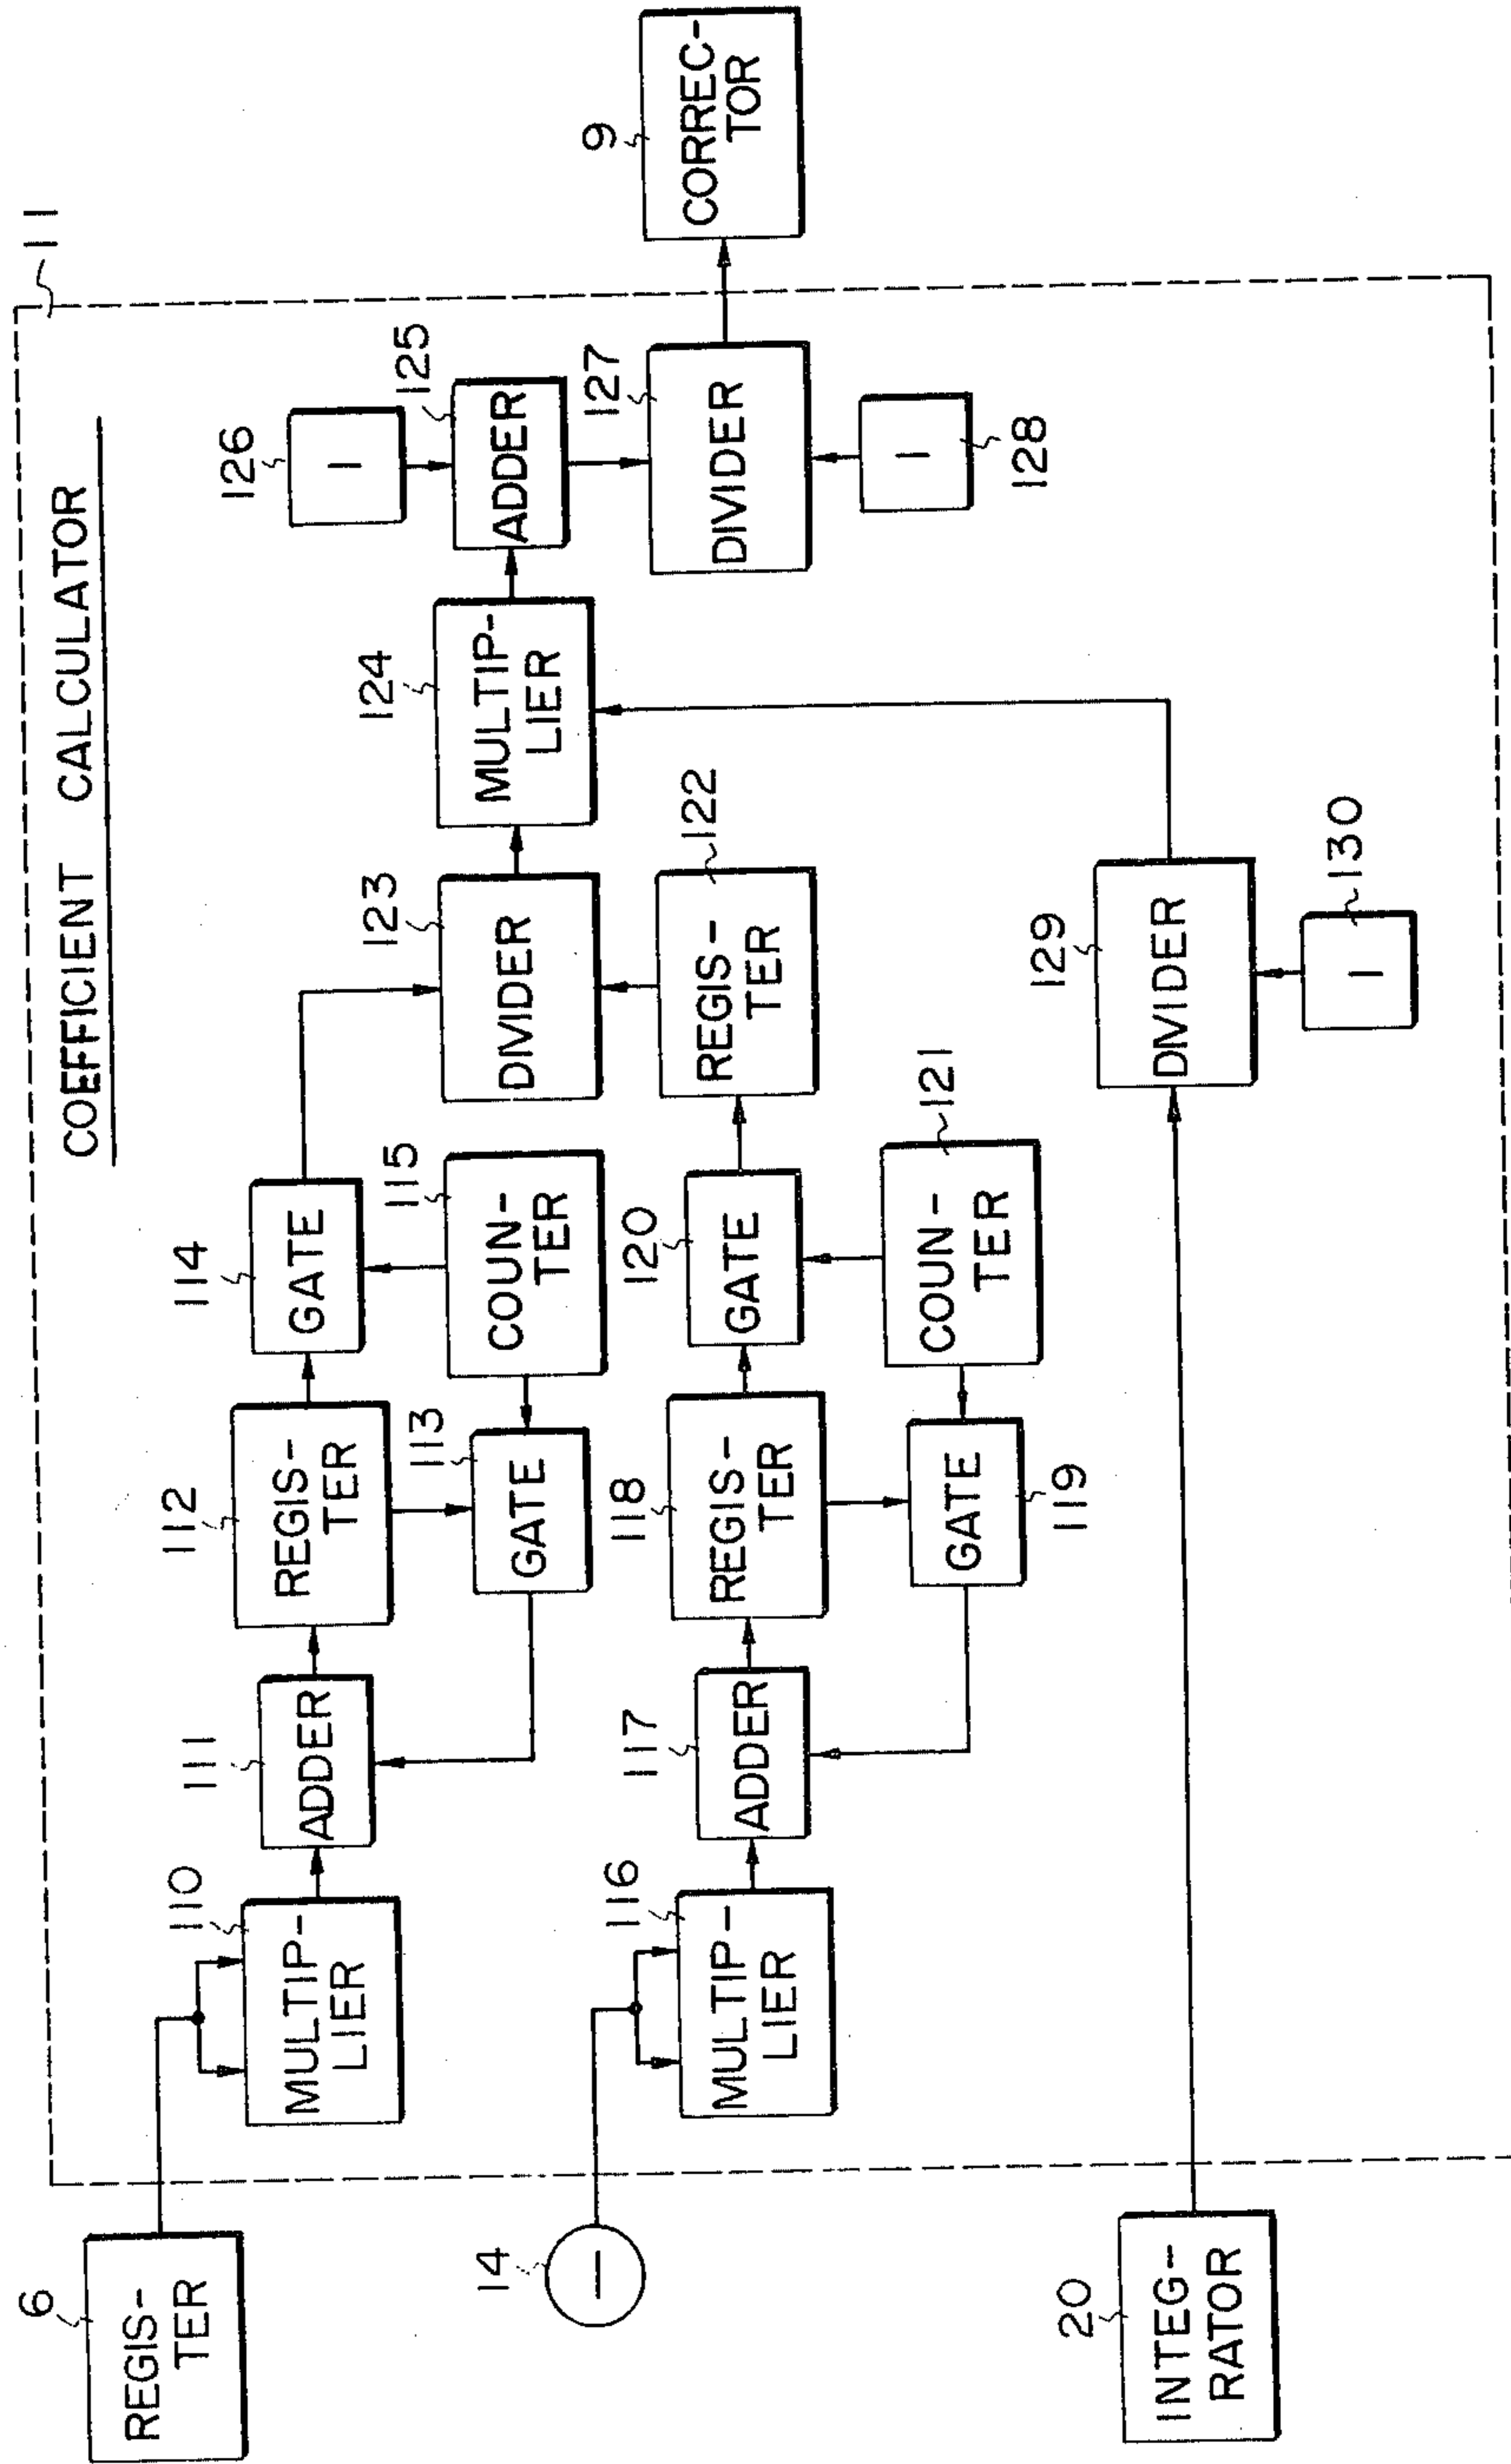 COEFFICIENT CALCULATOR
11
6
REGIS-
TER
110
MULTIP-
LIER
111
ADDER
112
REGIS-
TER
113
GATE
114
GATE
115
COUN-
TER
14
−
116
MULTIP-
LIER
117
ADDER
118
REGIS-
TER
119
GATE
120
GATE
121
COUN-
TER
122
REGIS-
TER
123
DIVIDER
124
MULTIP-
LIER
125
ADDER
126
1
127
DIVIDER
128
1
9
CORREC-
TOR
20
INTEG-
RATOR
129
DIVIDER
130
1